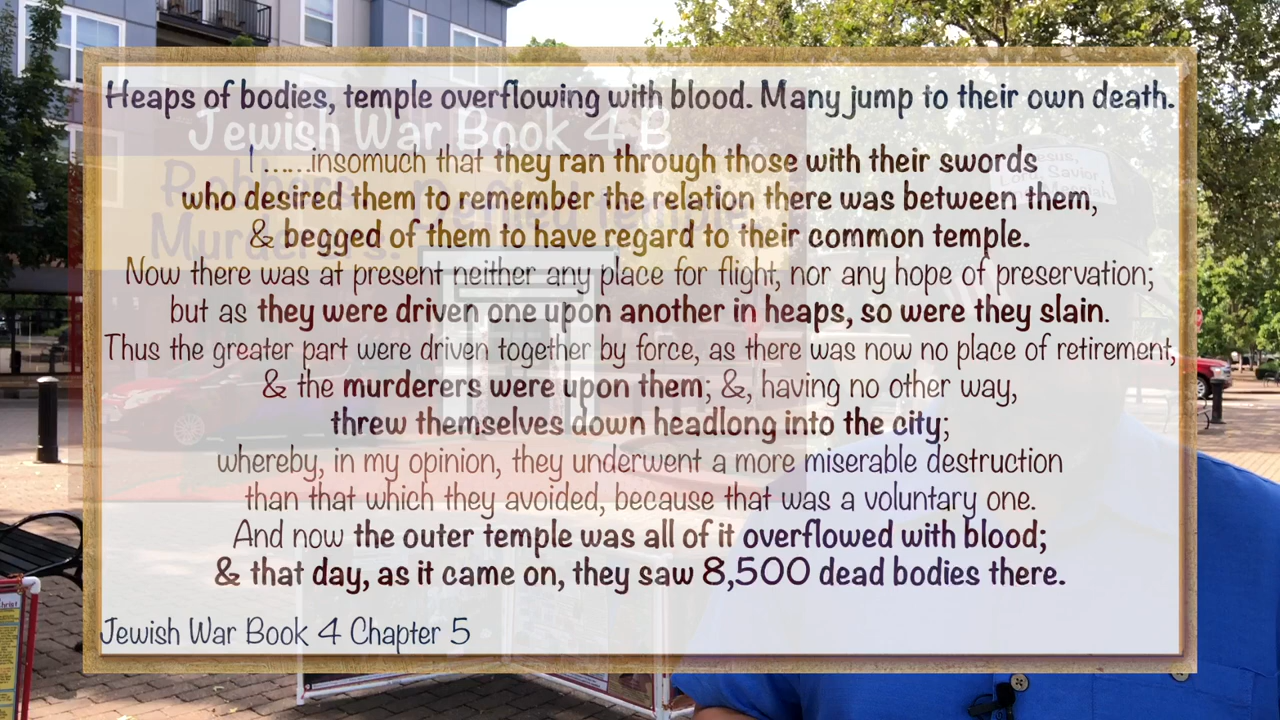 Heaps of bodies, temple overflowing with blood. Many jump to their own death.
Jewish War Book 4 B
!......insomuch that they ran through those with their swords
who desired them to remember the relation there was between them,
& begged of them to have regard to their common temple.
Now there was at present neither any place for flight, nor any hope of preservation;
but as they were driven one upon another in heaps, so were they slain.
Thus the greater part were driven together by force, as there was now no place of retirement,
& the murderers were upon them; &, having no other way,
threw themselves down headlong into the city;
whereby, in my opinion, they underwent a more miserable destruction
than that which they avoided, because that was a voluntary one.
And now the outer temple was all of it overflowed with blood;
& that day, as it came on, they saw 8,500 dead bodies there.
Jewish War Book 4 Chapter 5
Jesus,
Lord, Savior
Messiah